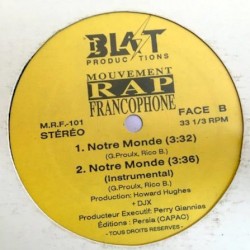 BLAT
PRODUCTIONS
MOUVEMENT
RAP
FRANCOPHONE
M.R.F.-101
STÉRÉO
FACE B
33 1/3 RPM
1. Notre Monde (3:32)
(G.Proulx, Rico B.)
2. Notre Monde (3:36)
(Instrumental)
(G.Proulx, Rico B.)
Production: Howard Hughes
+ DJX
Producteur Executif: Perry Giannias
Éditions: Persia (CAPAC)
- TOUS DROITS RESERVES -